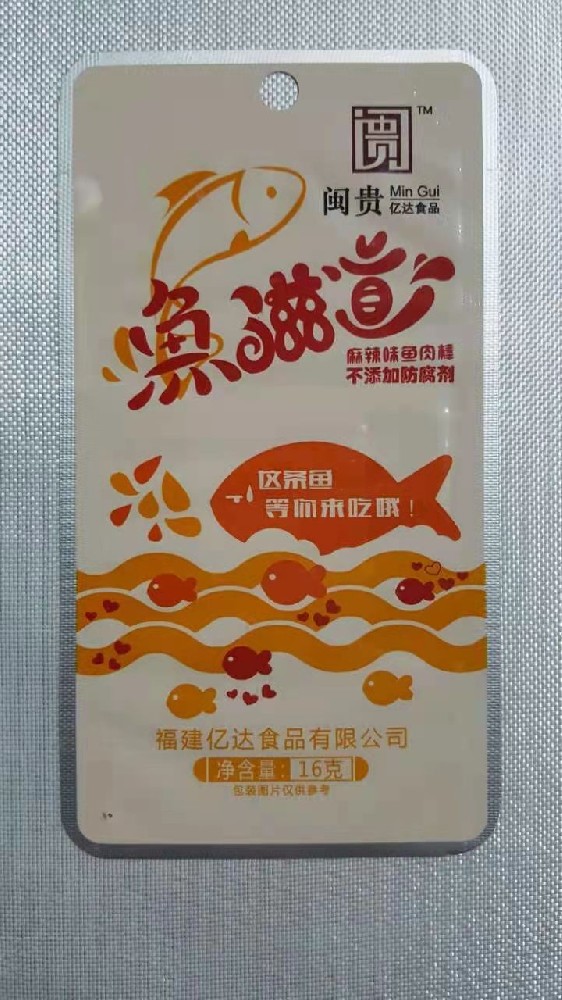 TM
闽贵 Min Gui
亿达食品
鱼滋道
麻辣味鱼肉棒
不添加防腐剂
这条鱼
等你来吃哦！
福建亿达食品有限公司
净含量：16克
包装图片仅供参考